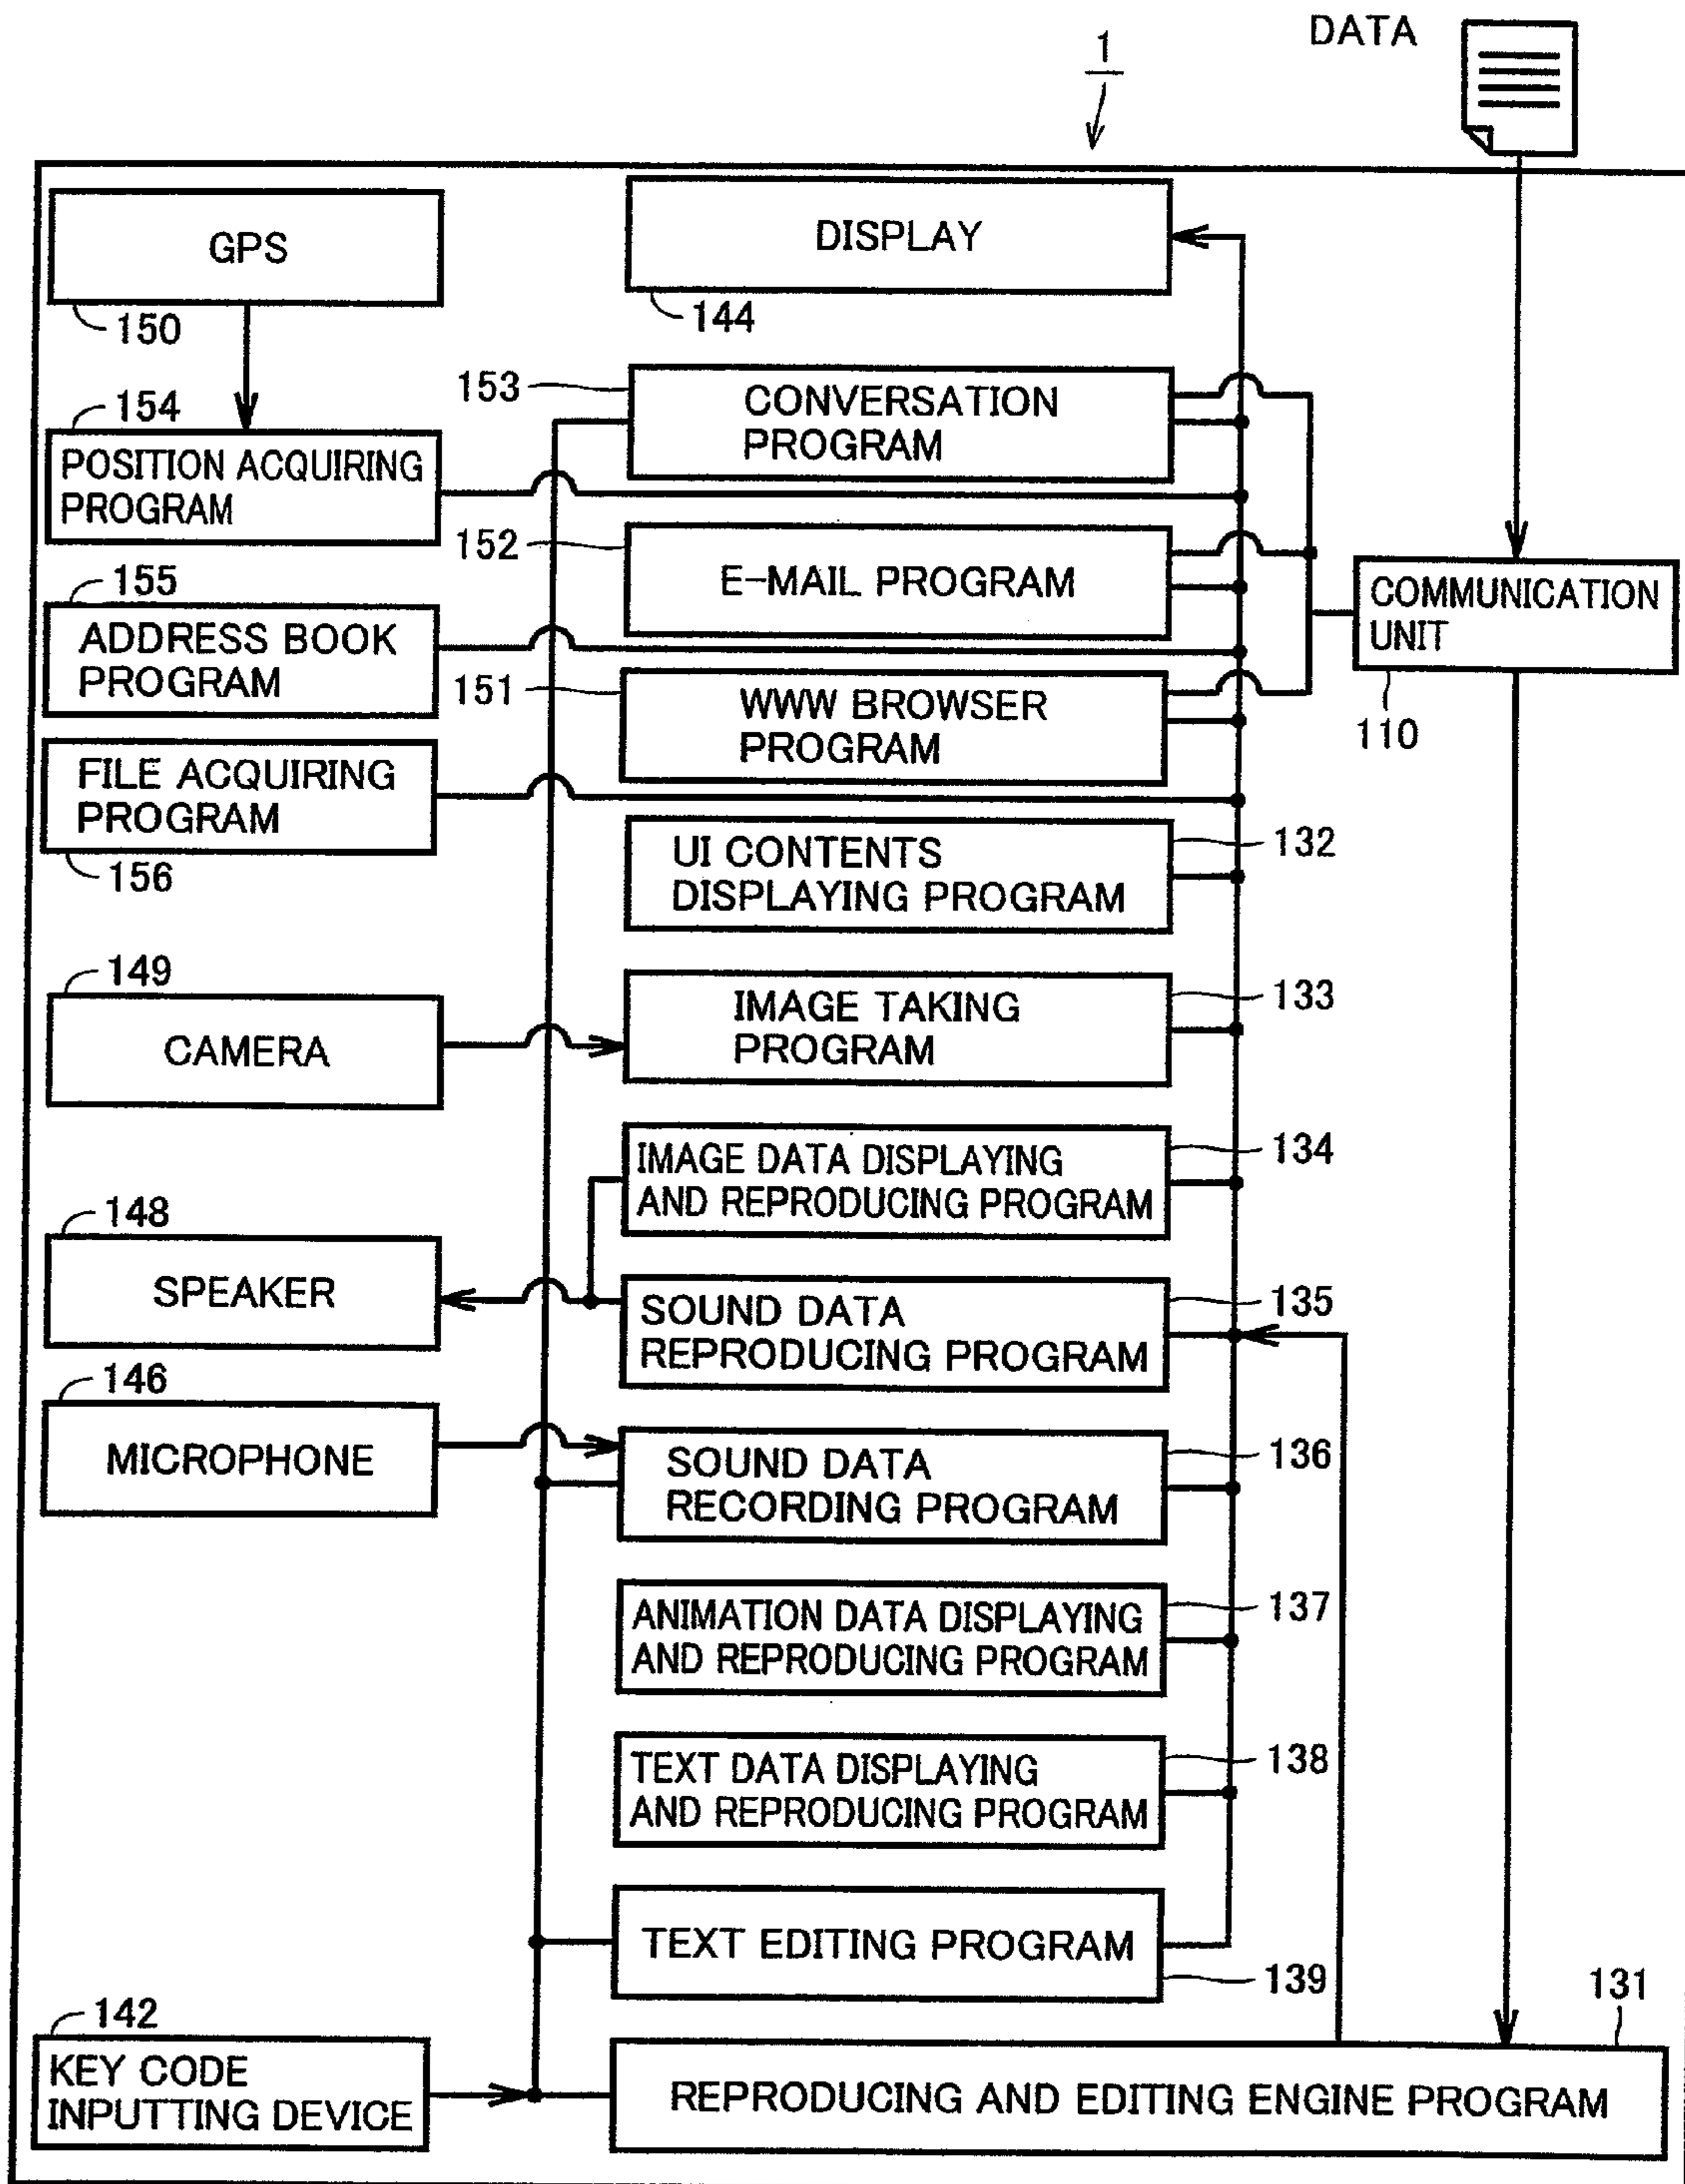 DATA
1
GPS
150
DISPLAY
144
154
POSITION ACQUIRING
PROGRAM
153
CONVERSATION
PROGRAM
152
E-MAIL PROGRAM
COMMUNICATION
UNIT
110
155
ADDRESS BOOK
PROGRAM
151
WWW BROWSER
PROGRAM
FILE ACQUIRING
PROGRAM
156
UI CONTENTS
DISPLAYING PROGRAM
132
149
CAMERA
IMAGE TAKING
PROGRAM
133
IMAGE DATA DISPLAYING
AND REPRODUCING PROGRAM
134
148
SPEAKER
SOUND DATA
REPRODUCING PROGRAM
135
146
MICROPHONE
SOUND DATA
RECORDING PROGRAM
136
ANIMATION DATA DISPLAYING
AND REPRODUCING PROGRAM
137
TEXT DATA DISPLAYING
AND REPRODUCING PROGRAM
138
TEXT EDITING PROGRAM
139
142
KEY CODE
INPUTTING DEVICE
131
REPRODUCING AND EDITING ENGINE PROGRAM